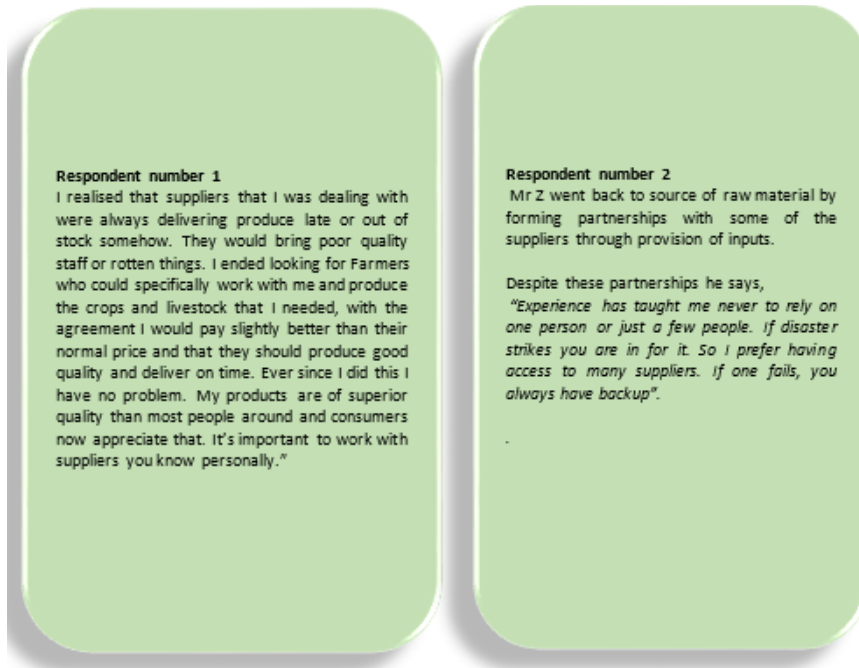 Respondent number 1
I realised that suppliers that I was dealing with
were always delivering produce late or out of
stock somehow. They would bring poor quality
staff or rotten things. I ended looking for Farmers
who could specifically work with me and produce
the crops and livestock that I needed, with the
agreement I would pay slightly better than their
normal price and that they should produce good
quality and deliver on time. Ever since I did this I
have no problem. My products are of superior
quality than most people around and consumers
now appreciate that. It's important to work with
suppliers you know personally."
Respondent number 2
Mr Z went back to source of raw material by
forming partnerships with some of the
suppliers through provision of inputs.
Despite these partnerships he says,
"Experience has taught me never to rely on
one person or just a few people. If disaster
strikes you are in for it. So I prefer having
access to many suppliers. If one fails, you
always have backup".
.